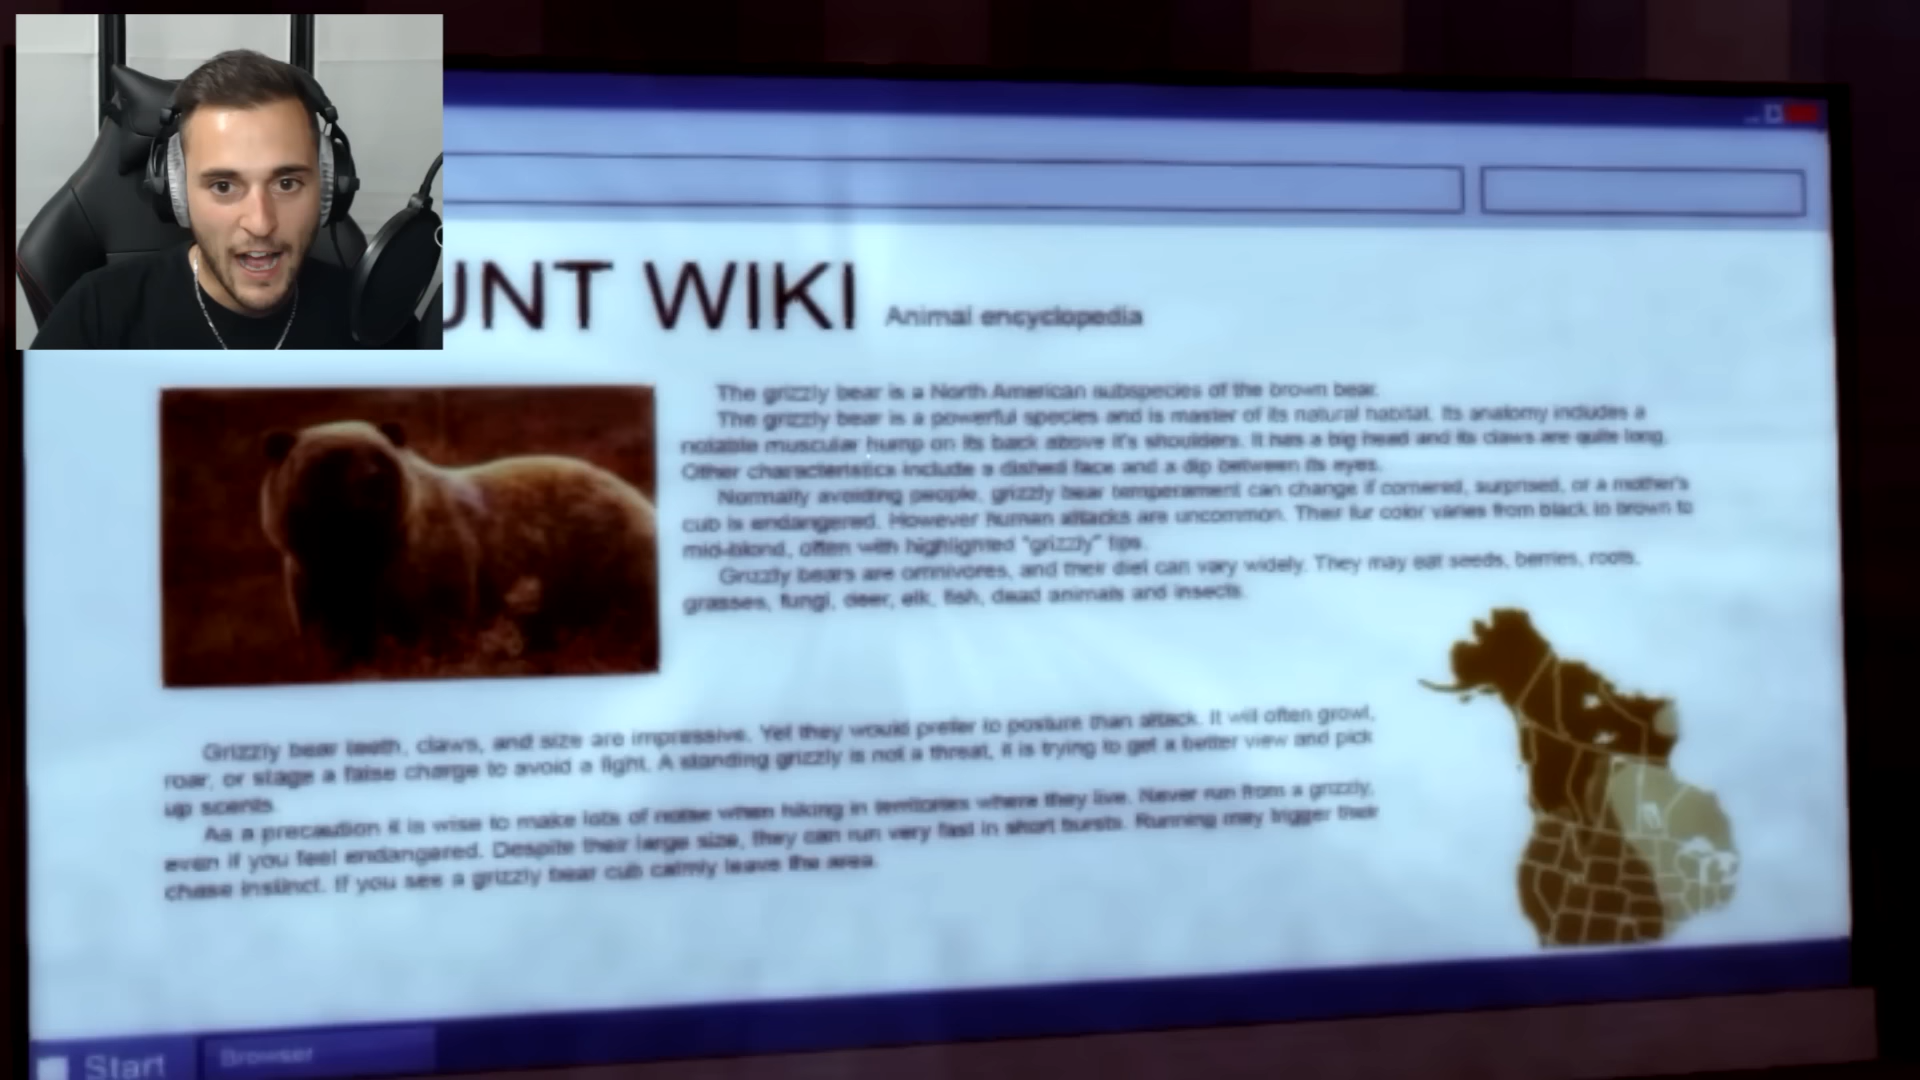 UNT WIKI Animal encyclopedia
The grizzly bear is a North American subspecies of the brown bear.
The grizzly bear is a powerful species and is master of its natural habitat. Its anatomy includes a
notable muscular hump on its back above it's shoulders. It has a big head and its claws are quite long.
Other characteristics include a dished face and a dip between its eyes.
Normally avoiding people, grizzly bear temperament can change if cornered, surprised, or a mother's
cub is endangered. However human attacks are uncommon. Their fur color varies from black to brown to
mid-blond, often with highlighted "grizzly" tips.
Grizzly bears are omnivores, and their diet can vary widely. They may eat seeds, berries, roots,
grasses, fungi, deer, elk, fish, dead animals and insects.
Grizzly bear teeth, claws, and size are impressive. Yet they would prefer to posture than attack. It will often growl,
roar, or stage a false charge to avoid a fight. A standing grizzly is not a threat, it is trying to get a better view and pick
up scents.
As a precaution it is wise to make lots of noise when hiking in territories where they live. Never run from a grizzly,
even if you feel endangered. Despite their large size, they can run very fast in short bursts. Running may trigger their
chase instinct. If you see a grizzly bear cub calmly leave the area.
Start Browser